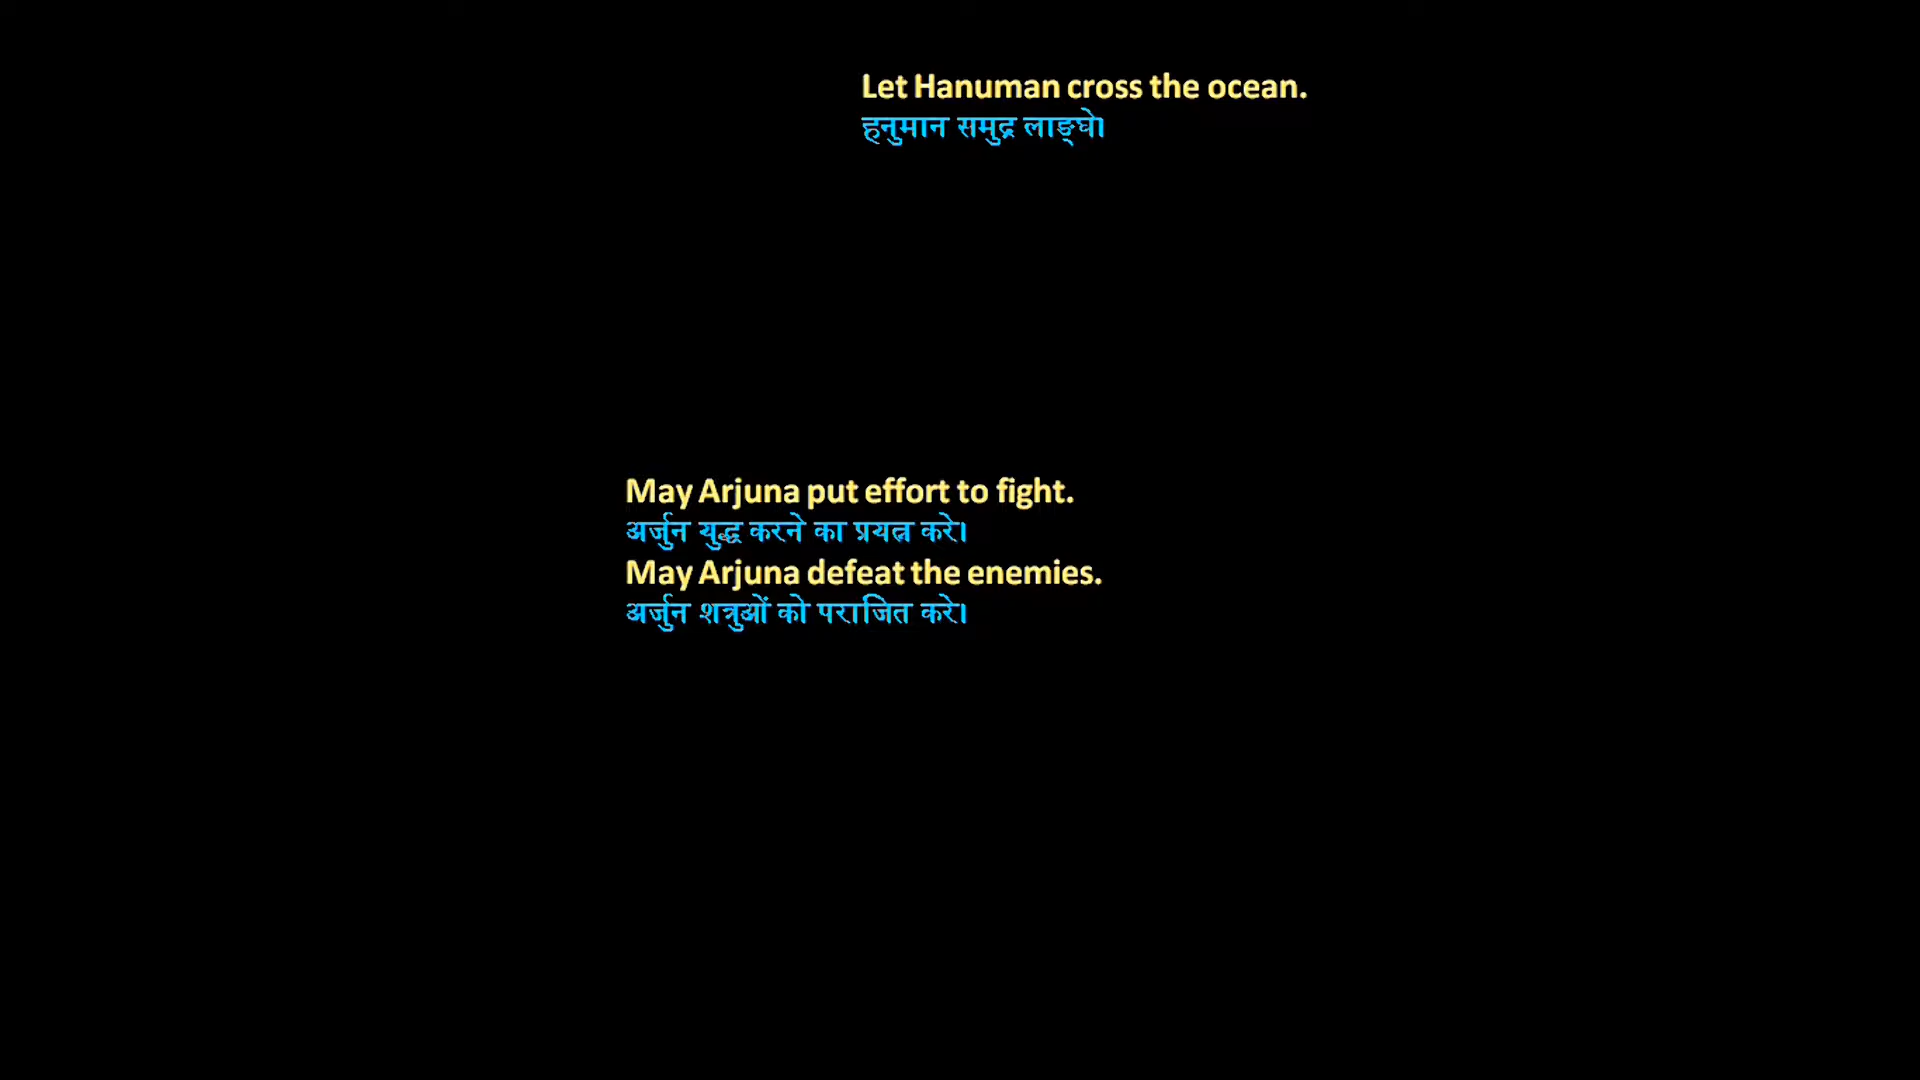 Let Hanuman cross the ocean.
हनुमान समुद्र लाङ्घे।
May Arjuna put effort to fight.
अर्जुन युद्ध करने का प्रयत्न करे।
May Arjuna defeat the enemies.
अर्जुन शत्रुओं को पराजित करे।